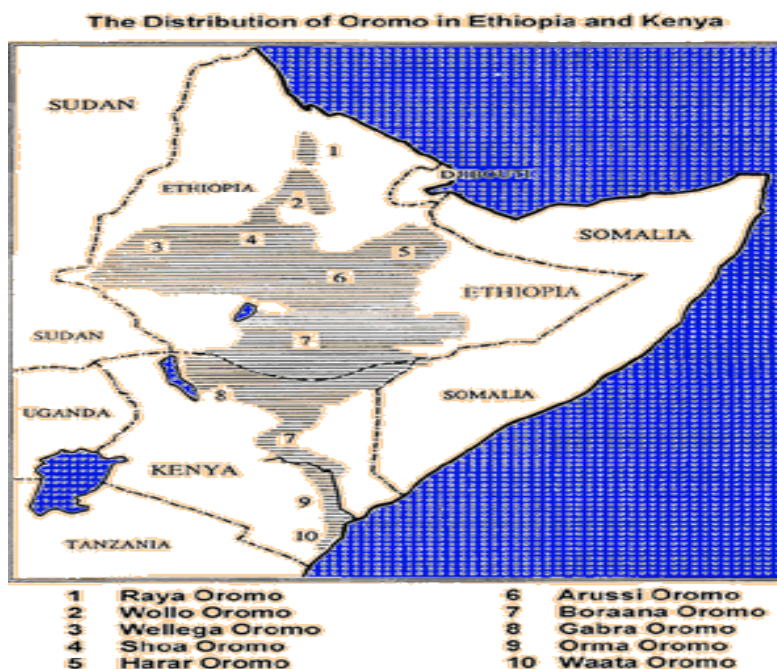 The Distribution of Oromo in Ethiopia and Kenya
SUDAN
1
DJIBOUTI
ETHIOPIA
2
3
4
5
SOMALIA
6
ETHIOPIA
SUDAN
7
8
SOMALIA
UGANDA
7
KENYA
9
10
TANZANIA
1 Raya Oromo
2 Wollo Oromo
3 Wellega Oromo
4 Shoa Oromo
5 Harar Oromo
6 Arussi Oromo
7 Boraana Oromo
8 Gabra Oromo
9 Orma Oromo
10 Waata Oromo